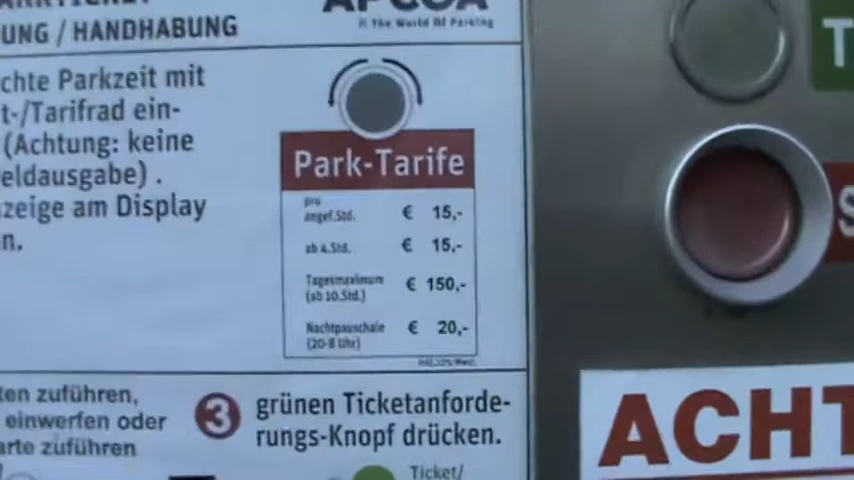 UNG / HANDHABUNG
APCOA
The World Of Parking
chte Parkzeit mit
t-/Tarifrad ein-
(Achtung: keine
eldausgabe) .
zeige am Display
n.
Park-Tarife
pro
angef.Std. € 15,-
ab 4.Std. € 15,-
Tagesmaximum
(ab 10.Std.) € 150,-
Nachtpauschale
(20-8 Uhr) € 20,-
ten zuführen,
einwerfen oder
arte zuführen
3 grünen Ticketanforde-
rungs-Knopf drücken.
Ticket/
T
S
ACHT